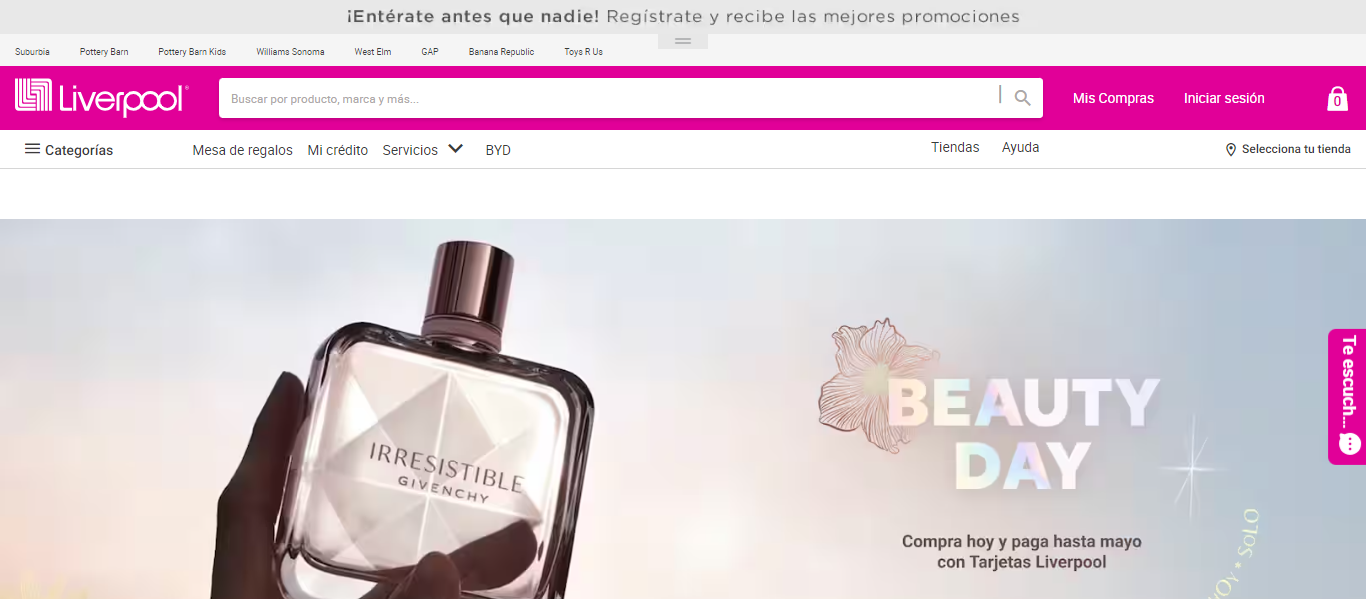 ¡Entérate antes que nadie! Regístrate y recibe las mejores promociones
Suburbia Pottery Barn Pottery Barn Kids Williams Sonoma West Elm GAP Banana Republic Toys R Us
Liverpool
Buscar por producto, marca y más...
Mis Compras Iniciar sesión 0
Categorías Mesa de regalos Mi crédito Servicios BYD Tiendas Ayuda Selecciona tu tienda
IRRESISTIBLE
GIVENCHY
BEAUTY
DAY
Compra hoy y paga hasta mayo
con Tarjetas Liverpool
HOY * SOLO
Te escuch...